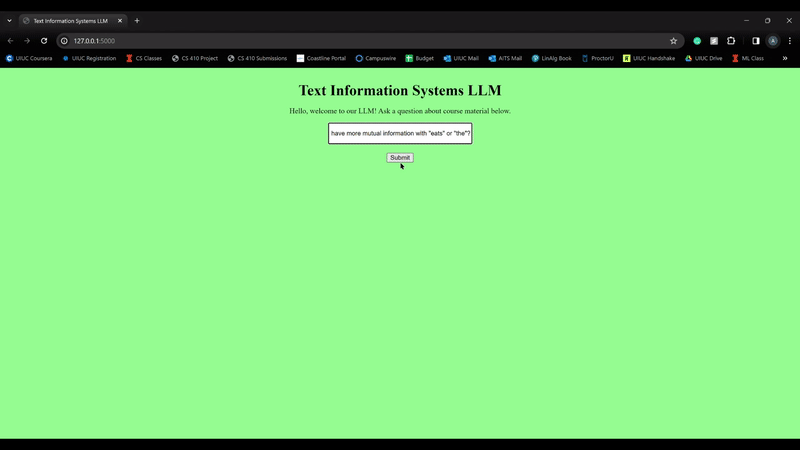 Text Information Systems LLM
127.0.0.1:5000
A
UIUC Coursera UIUC Registration CS Classes CS 410 Project CS 410 Submissions Coastline Portal Campuswire Budget UIUC Mail AITS Mail LinAlg Book ProctorU UIUC Handshake UIUC Drive ML Class
Text Information Systems LLM
Hello, welcome to our LLM! Ask a question about course material below.
have more mutual information with "eats" or "the"?
Submit